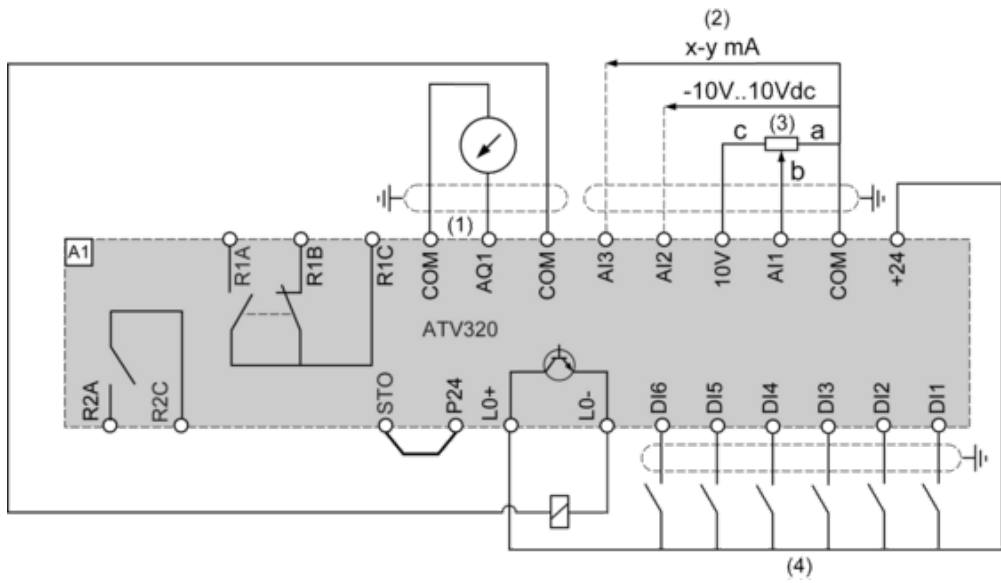 (2)
x-y mA
-10V..10Vdc
c (3) a
b
(1)
A1
R1A R1B R1C COM AQ1 COM AI3 AI2 10V AI1 COM +24
ATV320
R2A R2C STO P24 L0+ L0- DI6 DI5 DI4 DI3 DI2 DI1
(4)